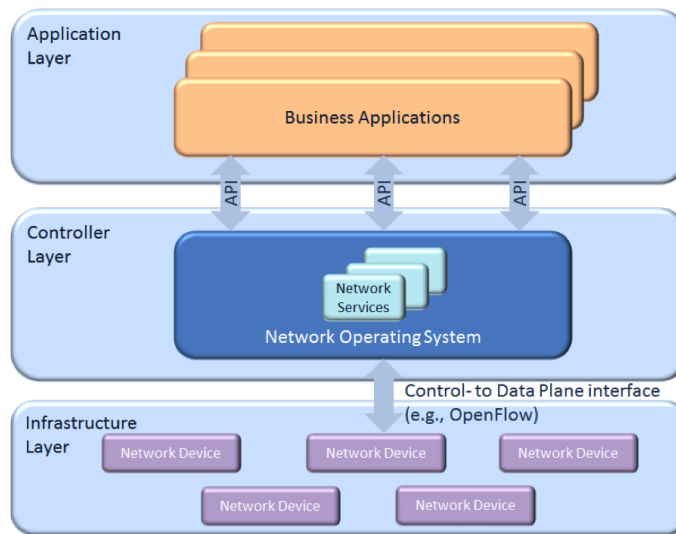 Application
Layer
Business Applications
API
API
API
Controller
Layer
Network
Services
Network Operating System
Control- to Data Plane interface
(e.g., OpenFlow)
Infrastructure
Layer
Network Device
Network Device
Network Device
Network Device
Network Device